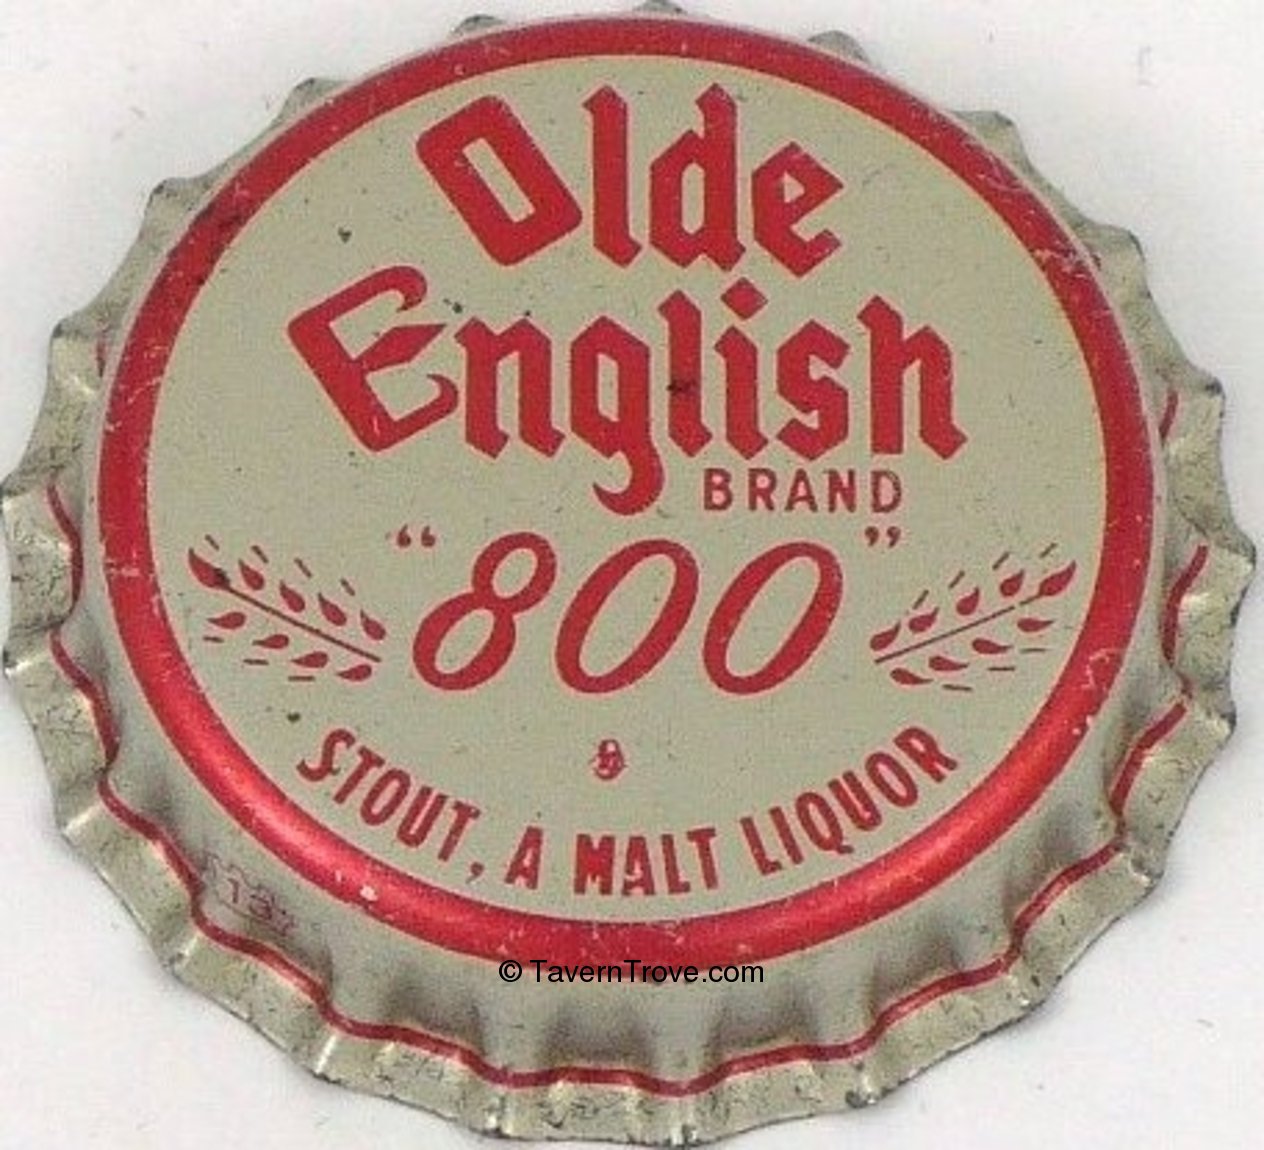 Olde
English
BRAND
“800”
STOUT, A MALT LIQUOR
© TavernTrove.com